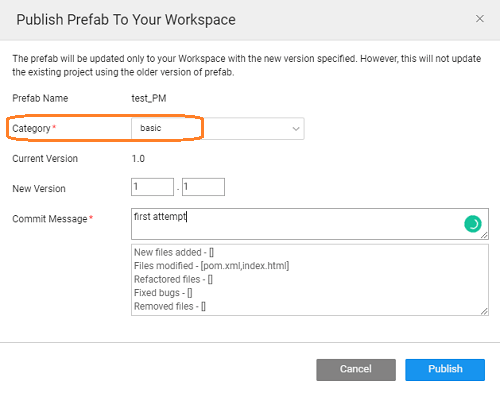 Publish Prefab To Your Workspace
The prefab will be updated only to your Workspace with the new version specified. However, this will not update
the existing project using the older version of prefab.
Prefab Name test_PM
Category* basic
Current Version 1.0
New Version 1 . 1
Commit Message* first attempt
New files added - []
Files modified - [pom.xml,index.html]
Refactored files - []
Fixed bugs - []
Removed files - []
Cancel Publish